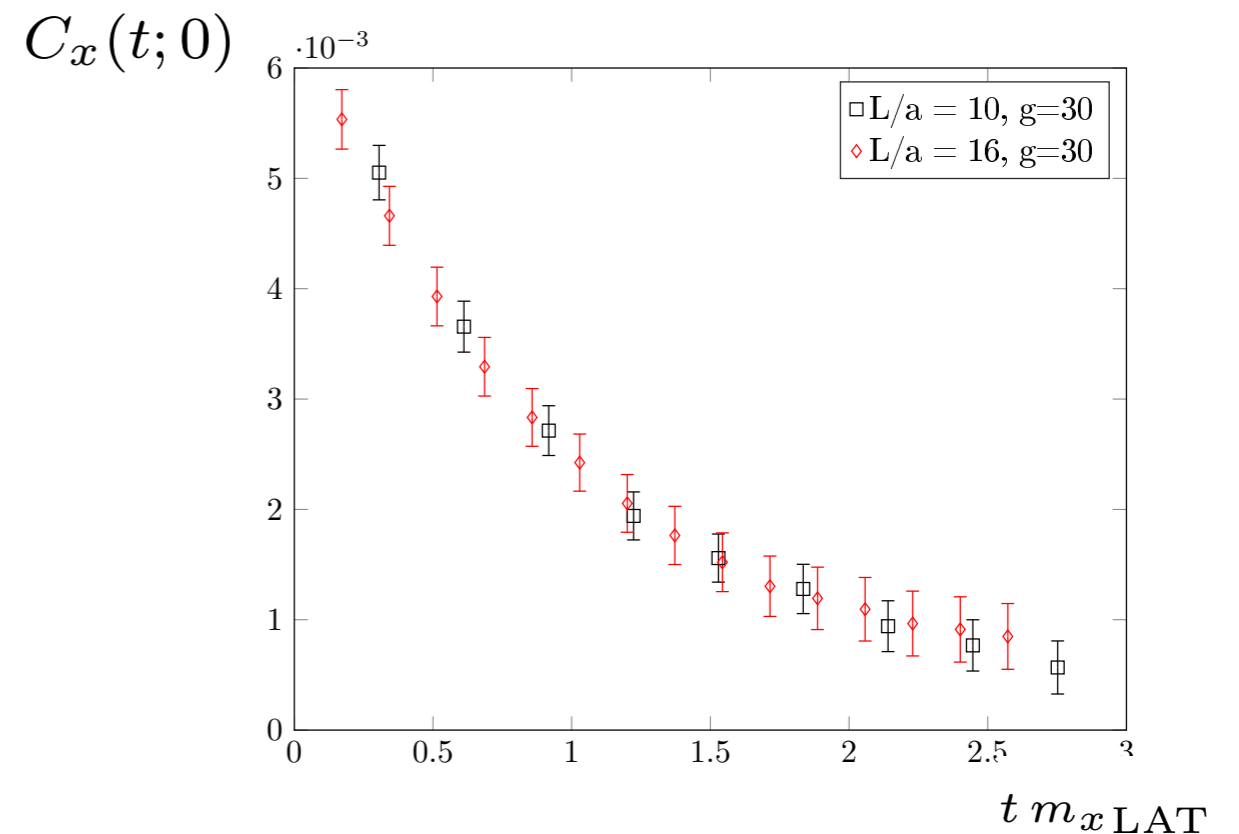 C_x(t; 0)
·10⁻³
6
L/a = 10, g=30
L/a = 16, g=30
5
4
3
2
1
0
0 0.5 1 1.5 2 2.5 3
t m_x LAT